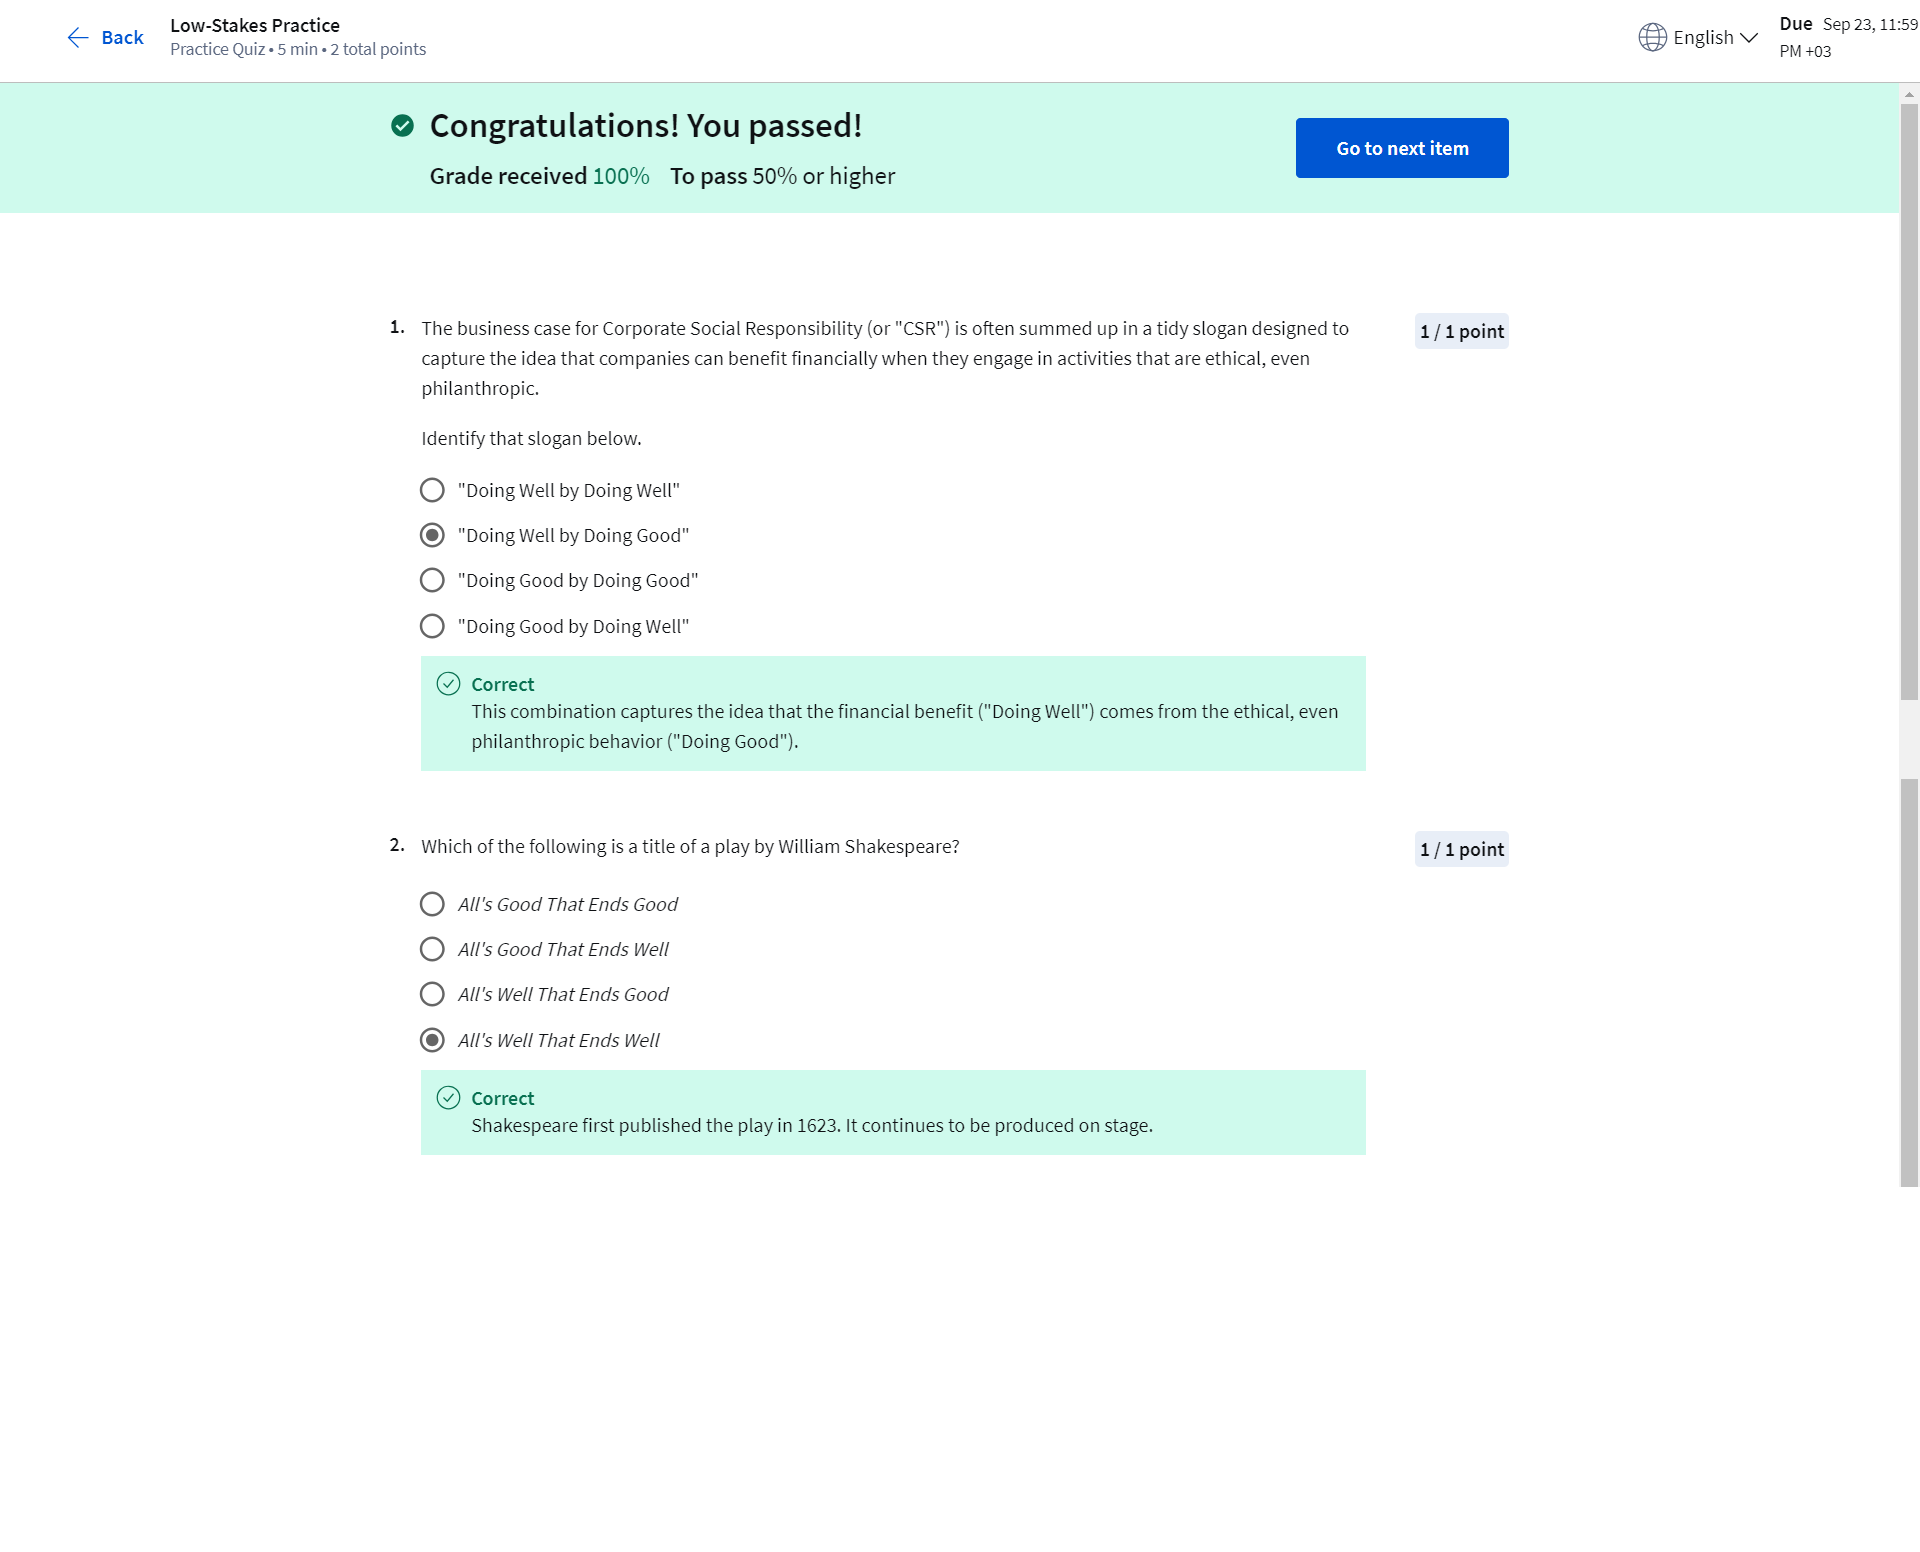 Back
Low-Stakes Practice
Practice Quiz • 5 min • 2 total points
English
Due Sep 23, 11:59
PM +03
Congratulations! You passed!
Grade received 100% To pass 50% or higher
Go to next item
1. The business case for Corporate Social Responsibility (or "CSR") is often summed up in a tidy slogan designed to
capture the idea that companies can benefit financially when they engage in activities that are ethical, even
philanthropic.
1 / 1 point
Identify that slogan below.
"Doing Well by Doing Well"
"Doing Well by Doing Good"
"Doing Good by Doing Good"
"Doing Good by Doing Well"
Correct
This combination captures the idea that the financial benefit ("Doing Well") comes from the ethical, even
philanthropic behavior ("Doing Good").
2. Which of the following is a title of a play by William Shakespeare?
1 / 1 point
All's Good That Ends Good
All's Good That Ends Well
All's Well That Ends Good
All's Well That Ends Well
Correct
Shakespeare first published the play in 1623. It continues to be produced on stage.